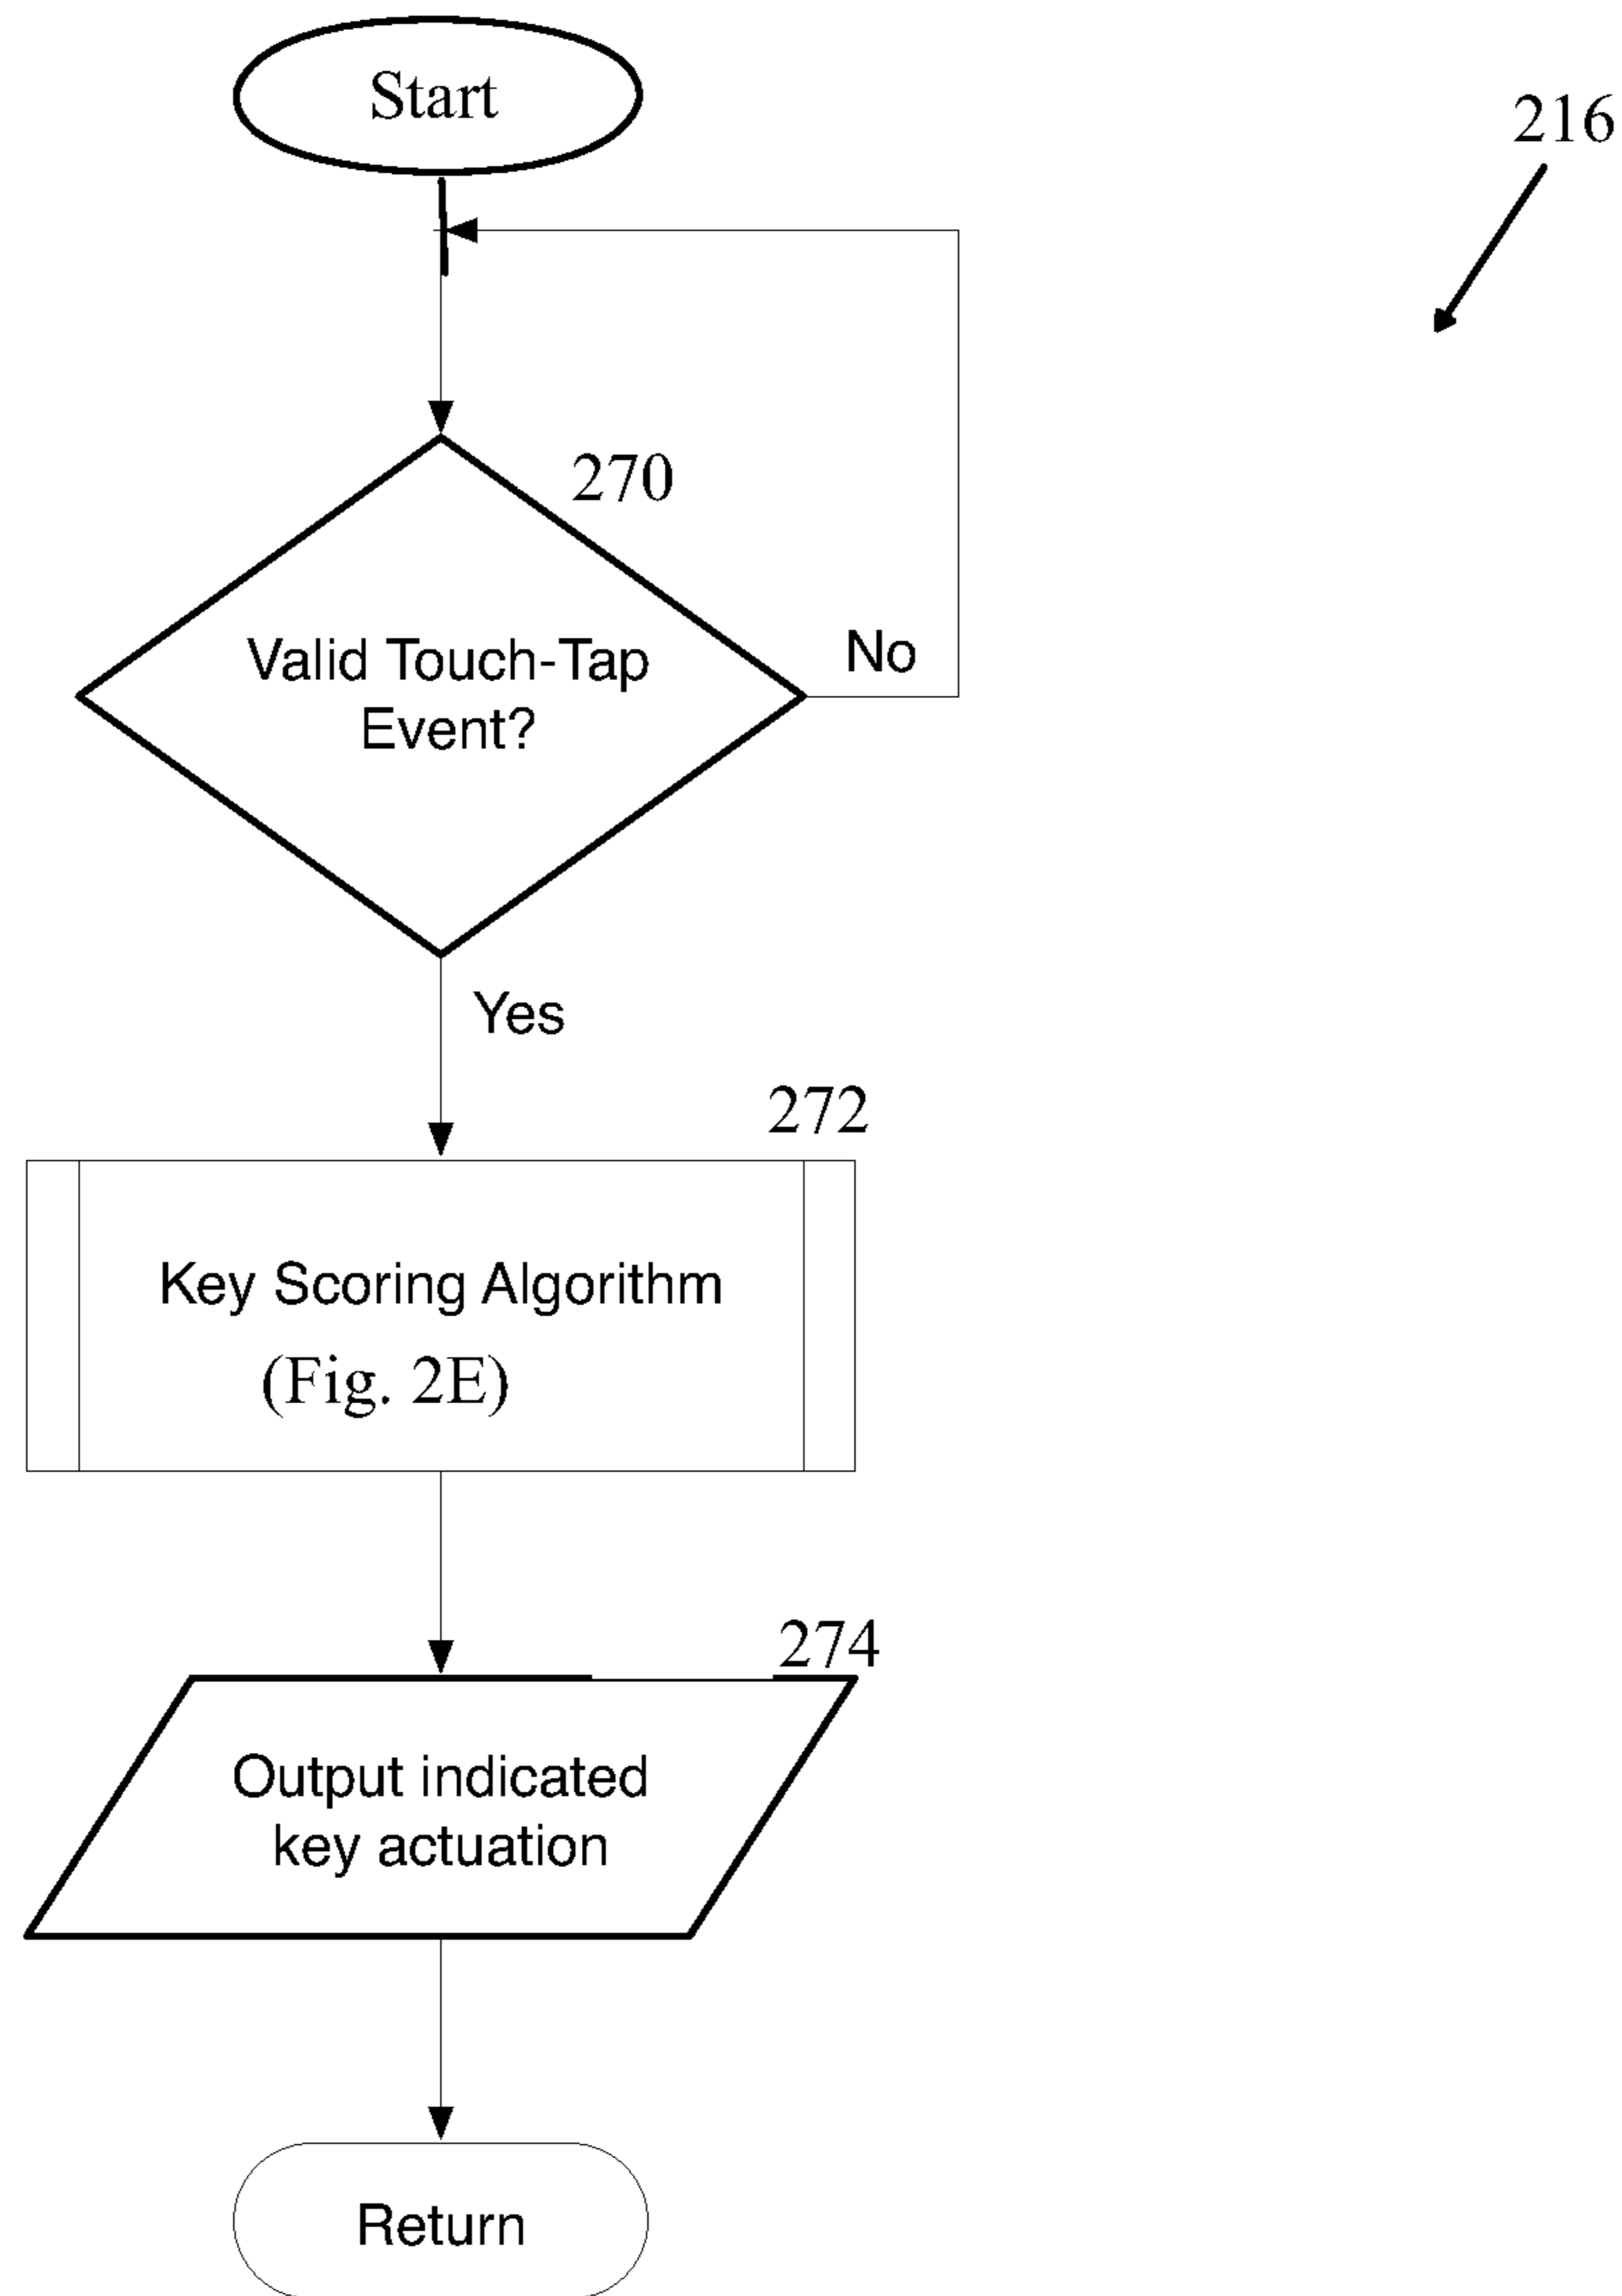 Start
216
270
Valid Touch-Tap
Event?
No
Yes
272
Key Scoring Algorithm
(Fig. 2E)
274
Output indicated
key actuation
Return